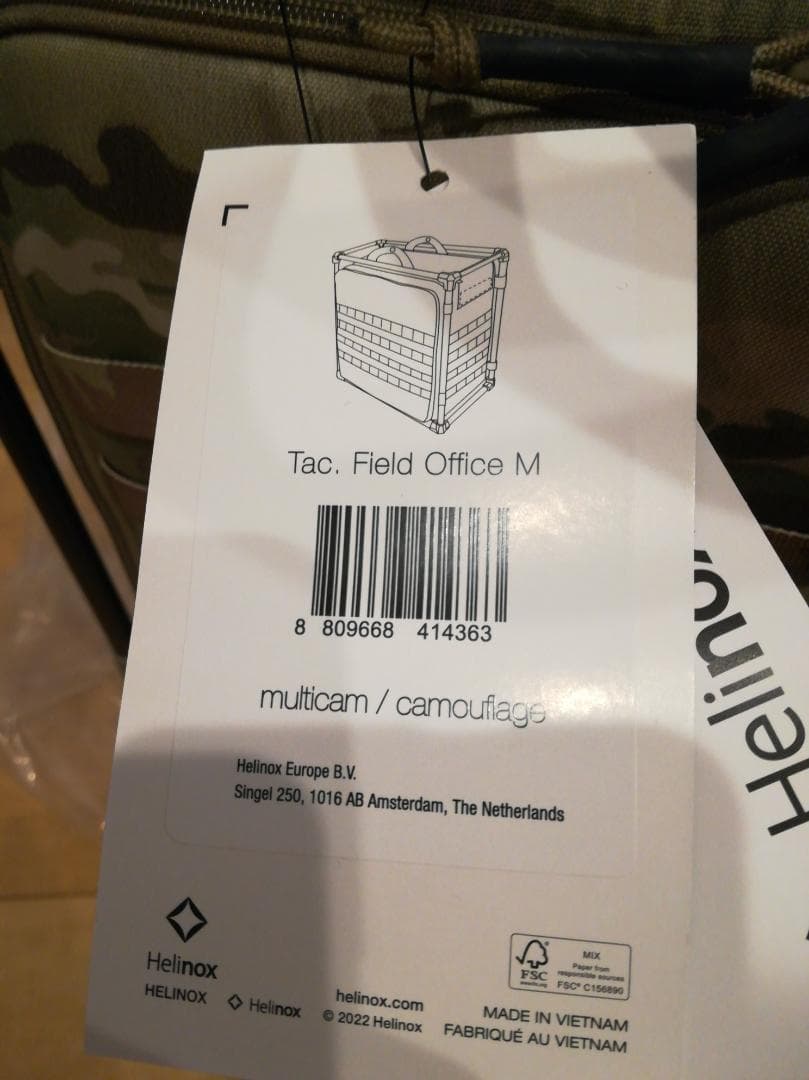 Tac. Field Office M
8 809668 414363
multicam / camouflage
Helinox Europe B.V.
Singel 250, 1016 AB Amsterdam, The Netherlands
Helinox
HELINOX
Helinox
helinox.com
© 2022 Helinox
FSC
MIX
Paper from
responsible sources
FSC® C156890
MADE IN VIETNAM
FABRIQUÉ AU VIETNAM
Helinox